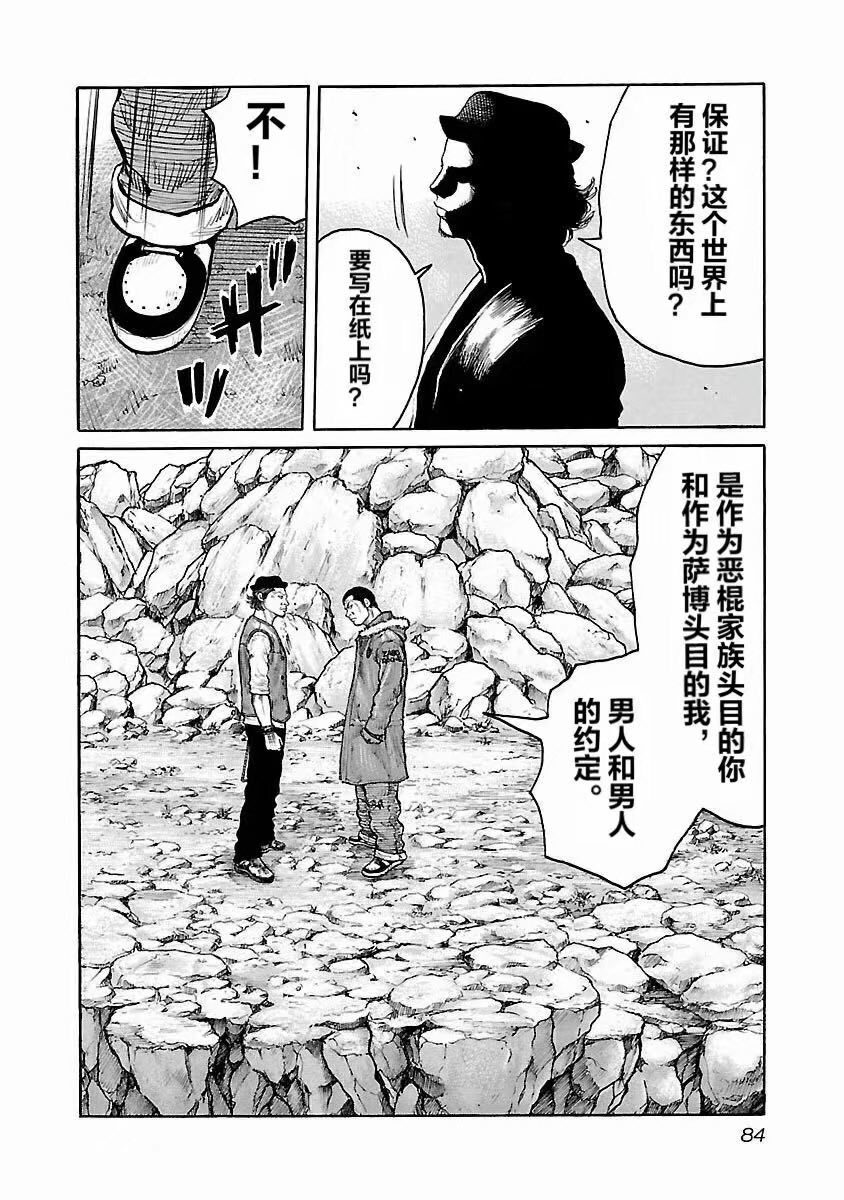 保证？这个世界上
有那样的东西吗？
要写在纸上吗？
不！
ザッ
是作为恶棍家族头目的你
和作为萨博头目的我，
男人和男人
的约定。
84